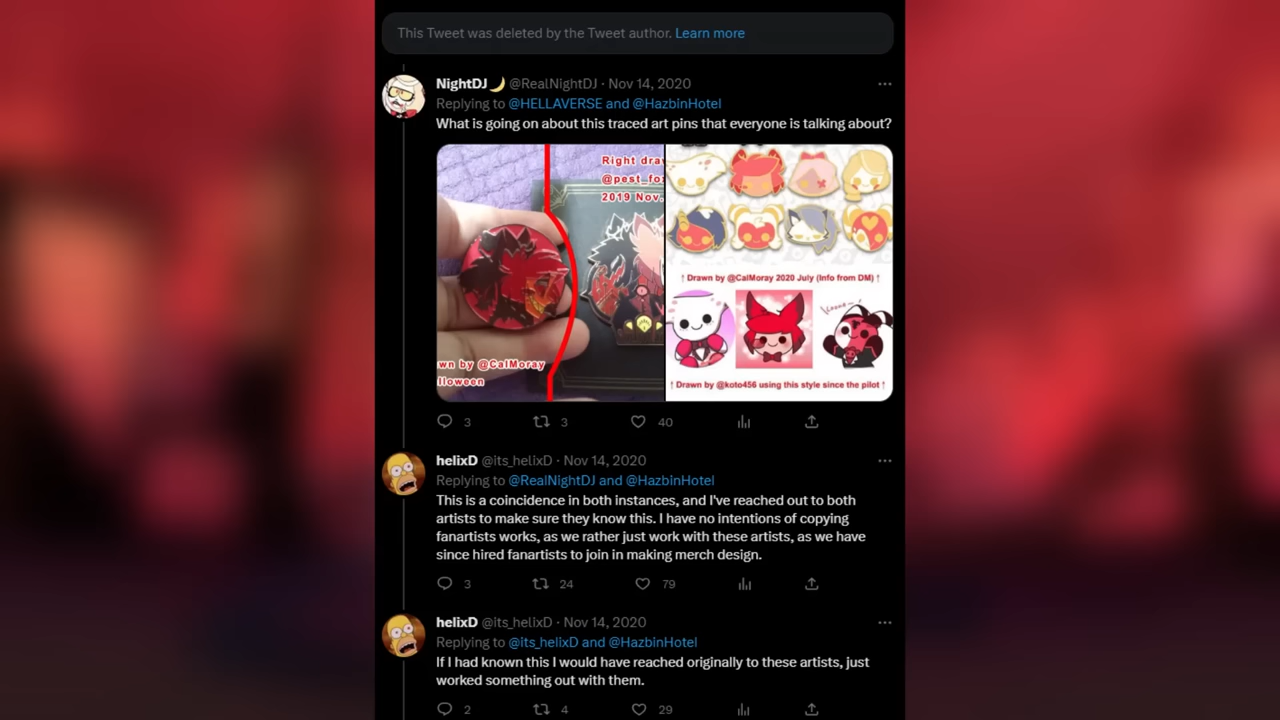 This Tweet was deleted by the Tweet author. Learn more
NightDJ🌙 @RealNightDJ · Nov 14, 2020
Replying to @HELLAVERSE and @HazbinHotel
What is going on about this traced art pins that everyone is talking about?
Right dra
@pest_fo
2019 Nov.
wn by @CalMoray
lloween
↑ Drawn by @CalMoray 2020 July (Info from DM) ↑
↑ Drawn by @koto456 using this style since the pilot ↑
3 3 40
helixD @its_helixD · Nov 14, 2020
Replying to @RealNightDJ and @HazbinHotel
This is a coincidence in both instances, and I've reached out to both
artists to make sure they know this. I have no intentions of copying
fanartists works, as we rather just work with these artists, as we have
since hired fanartists to join in making merch design.
3 24 79
helixD @its_helixD · Nov 14, 2020
Replying to @its_helixD and @HazbinHotel
If I had known this I would have reached originally to these artists, just
worked something out with them.
2 4 29